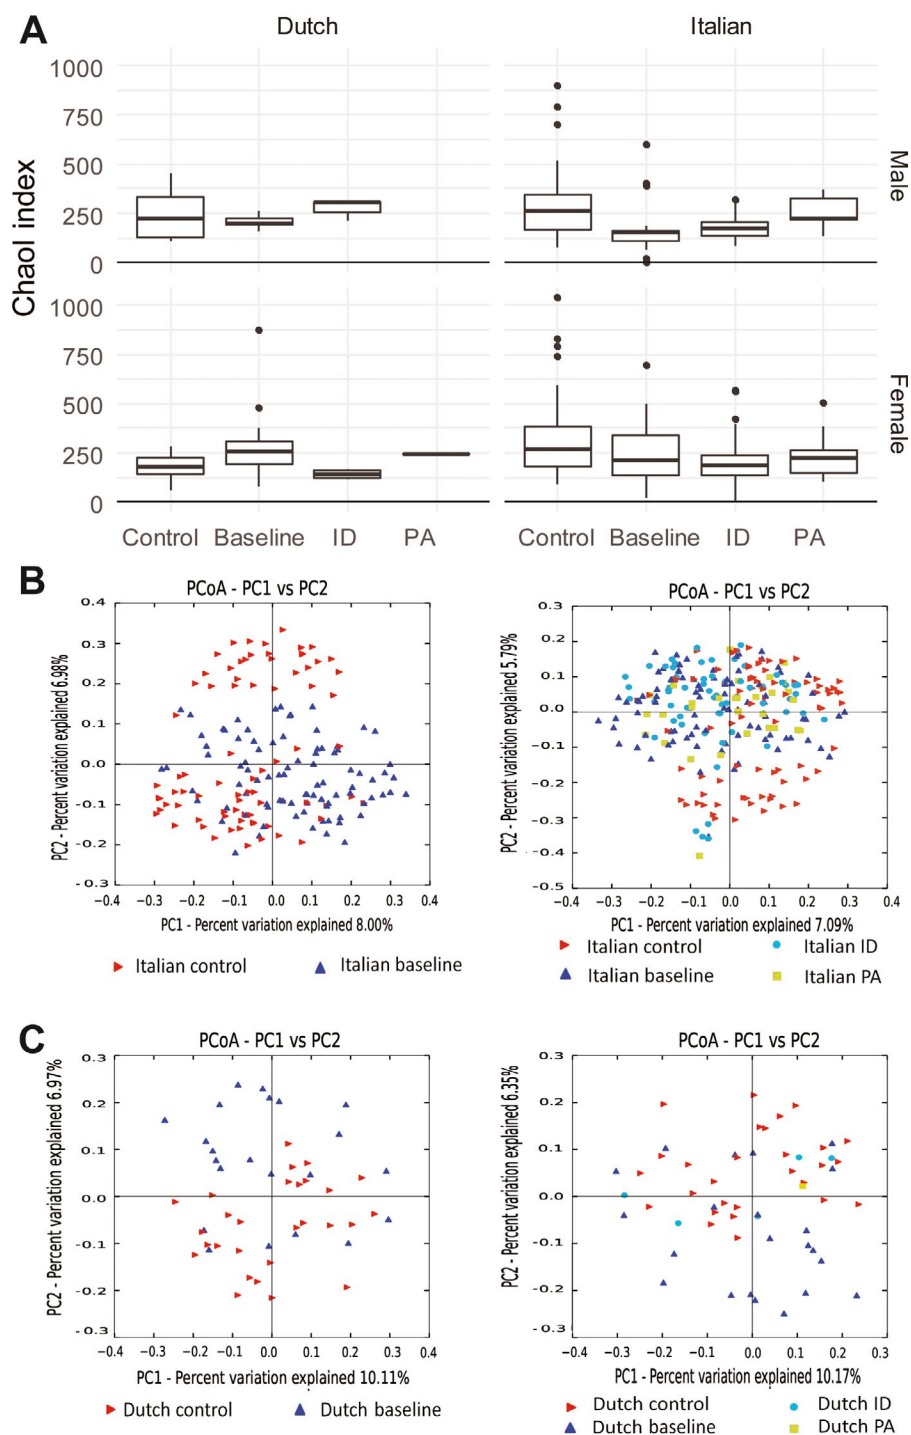 A
Dutch
Italian
Chaol index
1000
750
500
250
0
Male
1000
750
500
250
0
Female
Control Baseline ID PA
Control Baseline ID PA
B
PCoA - PC1 vs PC2
PC2 - Percent variation explained 6.98%
0.4
0.3
0.2
0.1
0.0
-0.1
-0.2
-0.3
−0.4 −0.3 −0.2 −0.1 0.0 0.1 0.2 0.3 0.4
PC1 - Percent variation explained 8.00%
Italian control Italian baseline
PCoA - PC1 vs PC2
PC2 - Percent variation explained 5.79%
0.3
0.2
0.1
0.0
-0.1
-0.2
-0.3
-0.4
-0.5
−0.4 −0.3 −0.2 −0.1 0.0 0.1 0.2 0.3 0.4
PC1 - Percent variation explained 7.09%
Italian control Italian ID
Italian baseline Italian PA
C
PCoA - PC1 vs PC2
PC2 - Percent variation explained 6.97%
0.3
0.2
0.1
0.0
-0.1
-0.2
-0.3
−0.4 −0.3 −0.2 −0.1 0.0 0.1 0.2 0.3 0.4
PC1 - Percent variation explained 10.11%
Dutch control Dutch baseline
PCoA - PC1 vs PC2
PC2 - Percent variation explained 6.35%
0.3
0.2
0.1
0.0
-0.1
-0.2
-0.3
−0.4 −0.3 −0.2 −0.1 0.0 0.1 0.2 0.3
PC1 - Percent variation explained 10.17%
Dutch control Dutch ID
Dutch baseline Dutch PA